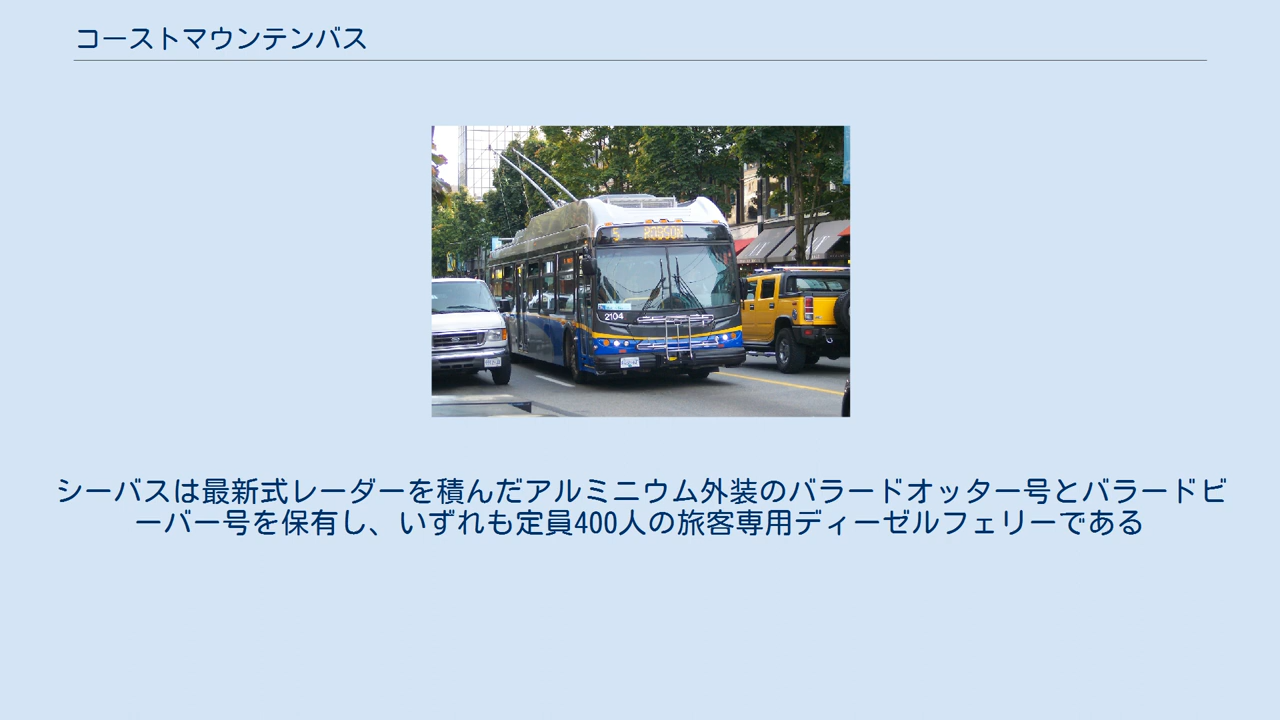 コーストマウンテンバス
5 ROBSON
2104
シーバスは最新式レーダーを積んだアルミニウム外装のバラードオッター号とバラードビ
ーバー号を保有し、いずれも定員400人の旅客専用ディーゼルフェリーである